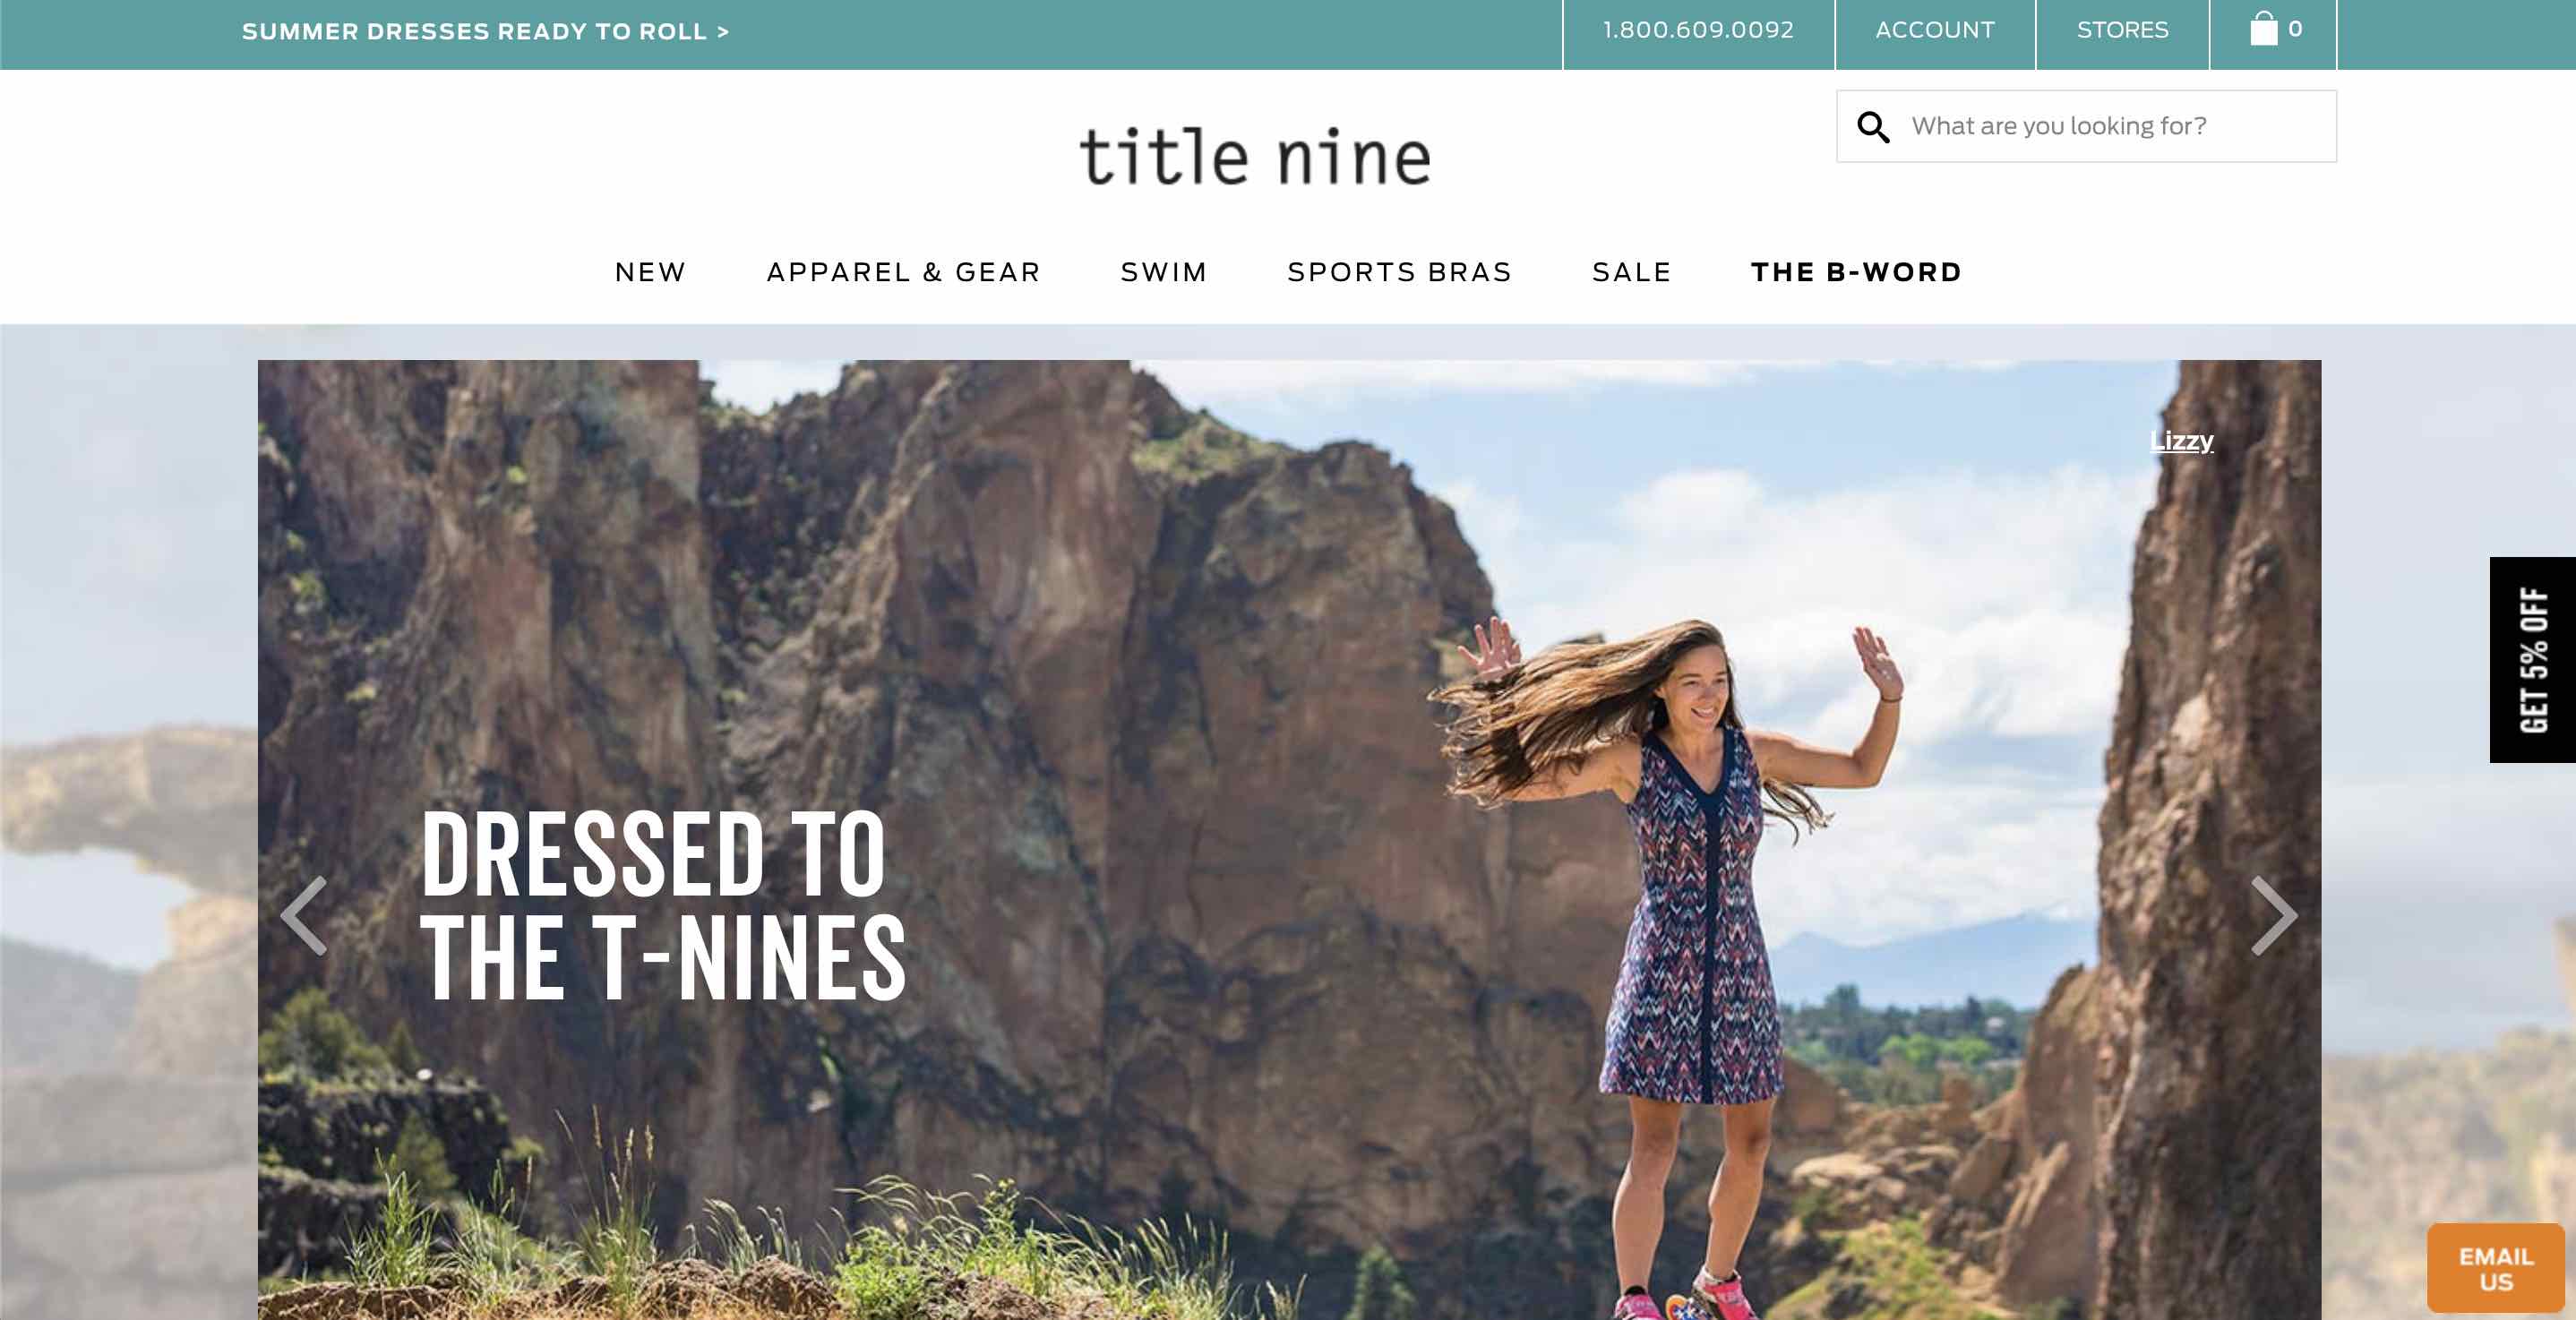 SUMMER DRESSES READY TO ROLL >
1.800.609.0092
ACCOUNT
STORES
0
What are you looking for?
title nine
NEW
APPAREL & GEAR
SWIM
SPORTS BRAS
SALE
THE B-WORD
Lizzy
GET 5% OFF
DRESSED TO
THE T-NINES
EMAIL
US